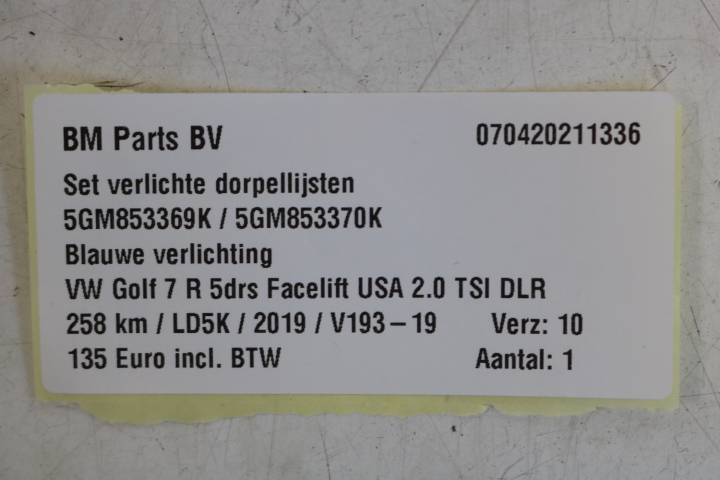 BM Parts BV 070420211336
Set verlichte dorpellijsten
5GM853369K / 5GM853370K
Blauwe verlichting
VW Golf 7 R 5drs Facelift USA 2.0 TSI DLR
258 km / LD5K / 2019 / V193-19 Verz: 10
135 Euro incl. BTW Aantal: 1